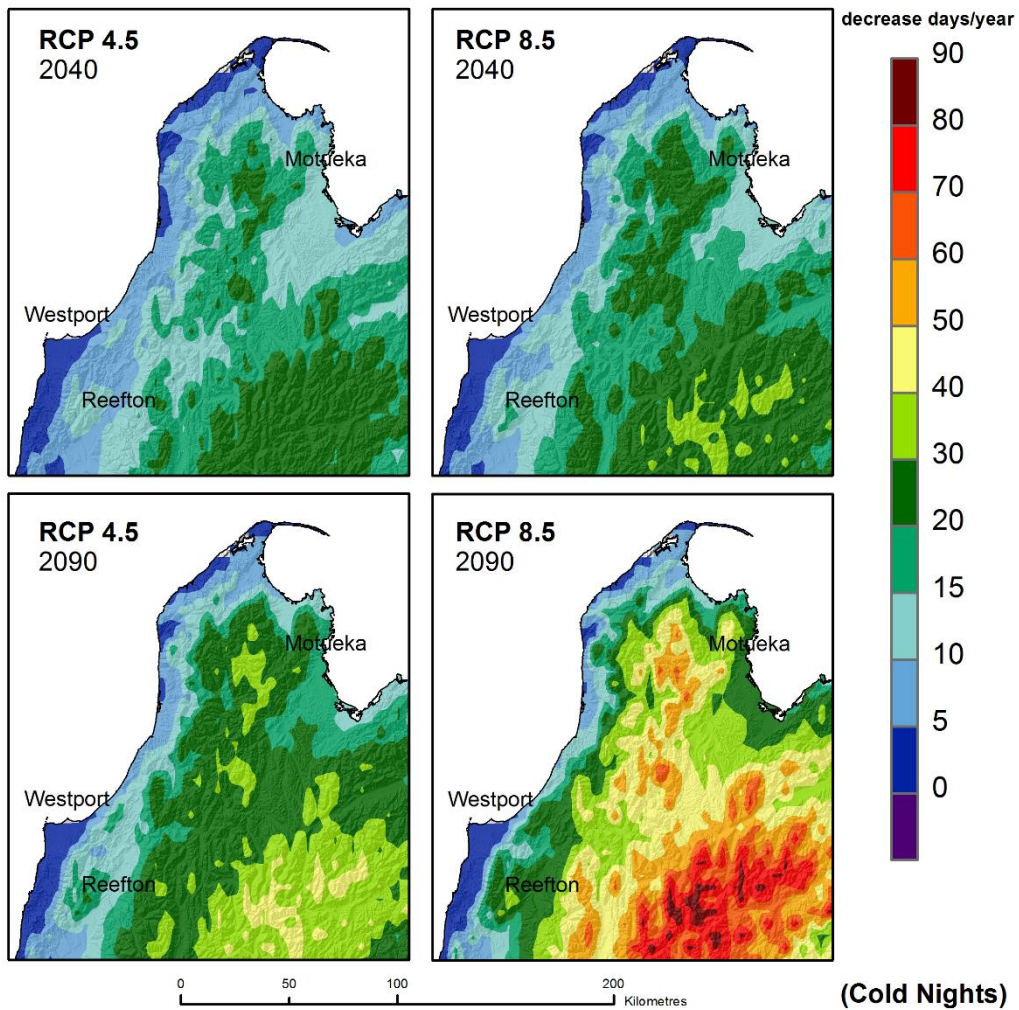 RCP 4.5
2040
Motueka
Westport
Reefton
RCP 8.5
2040
Motueka
Westport
Reefton
RCP 4.5
2090
Motueka
Westport
Reefton
RCP 8.5
2090
Motueka
Westport
Reefton
decrease days/year
90
80
70
60
50
40
30
20
15
10
5
0
0 50 100 200
Kilometres
(Cold Nights)